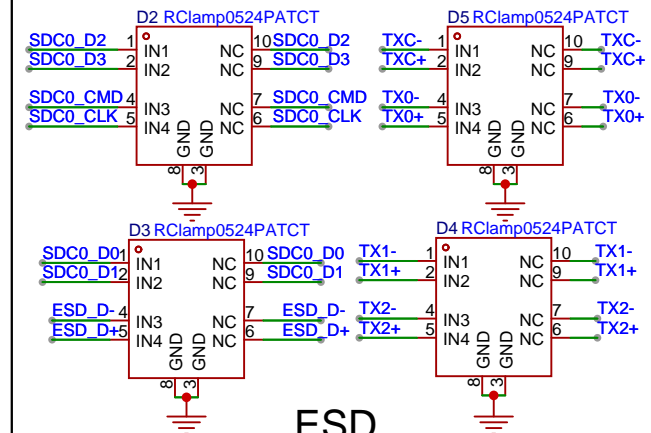 D2 RClamp0524PATCT
SDC0_D2 1 IN1 NC 10 SDC0_D2
SDC0_D3 2 IN2 NC 9 SDC0_D3
SDC0_CMD 4 IN3 NC 7 SDC0_CMD
SDC0_CLK 5 IN4 NC 6 SDC0_CLK
GND GND
8 3
D5 RClamp0524PATCT
TXC- 1 IN1 NC 10 TXC-
TXC+ 2 IN2 NC 9 TXC+
TX0- 4 IN3 NC 7 TX0-
TX0+ 5 IN4 NC 6 TX0+
GND GND
8 3
D3 RClamp0524PATCT
SDC0_D0 1 IN1 NC 10 SDC0_D0
SDC0_D1 2 IN2 NC 9 SDC0_D1
ESD_D- 4 IN3 NC 7 ESD_D-
ESD_D+ 5 IN4 NC 6 ESD_D+
GND GND
8 3
D4 RClamp0524PATCT
TX1- 1 IN1 NC 10 TX1-
TX1+ 2 IN2 NC 9 TX1+
TX2- 4 IN3 NC 7 TX2-
TX2+ 5 IN4 NC 6 TX2+
GND GND
8 3
ESD